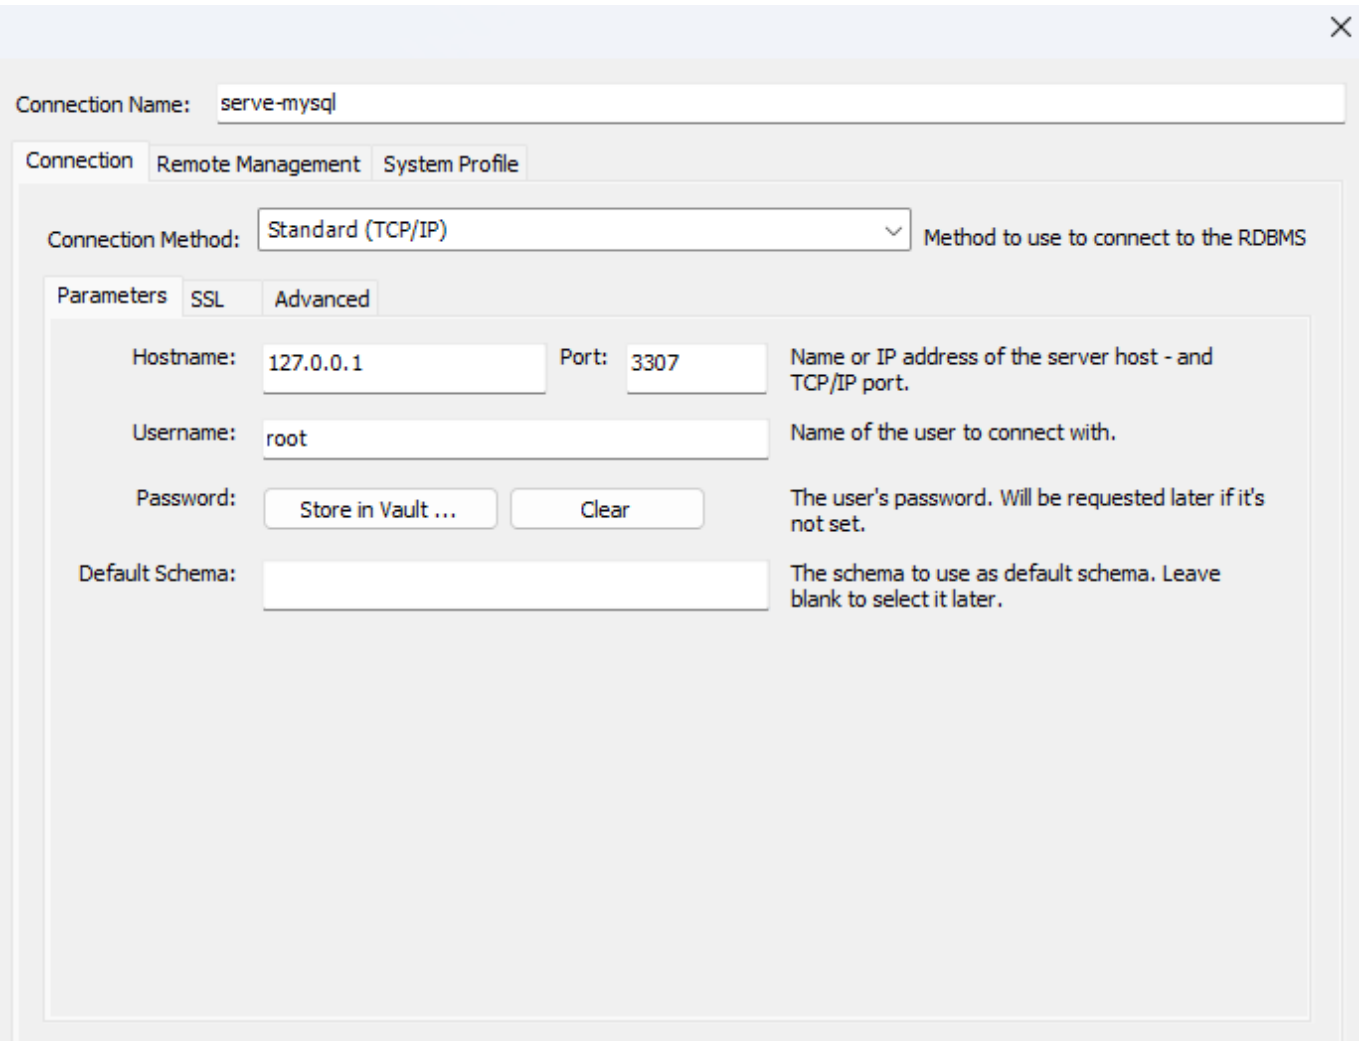 Connection Name: serve-mysql
Connection Remote Management System Profile
Connection Method: Standard (TCP/IP) Method to use to connect to the RDBMS
Parameters SSL Advanced
Hostname: 127.0.0.1 Port: 3307 Name or IP address of the server host - and
TCP/IP port.
Username: root Name of the user to connect with.
Password: Store in Vault ... Clear The user's password. Will be requested later if it's
not set.
Default Schema: The schema to use as default schema. Leave
blank to select it later.